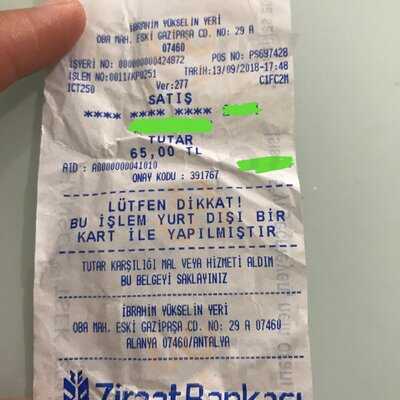 İBRAHİM YÜKSELİN YERİ
OBA MAH. ESKİ GAZİPAŞA CD. NO: 29 A
07460
İŞYERİ NO: 000000000424872 POS NO: PS697428
İŞLEM NO:0011/KP0251 TARİH:13/09/2018-17:48
ICT250 Ver:277 C1FC2M
SATIŞ
**** **** ****
TUTAR
65,00 TL
AID : A0000000041010
ONAY KODU : 391767
LÜTFEN DİKKAT!
BU İŞLEM YURT DIŞI BİR
KART İLE YAPILMIŞTIR
TUTAR KARŞILIĞI MAL VEYA HİZMETİ ALDIM
BU BELGEYİ SAKLAYINIZ
İBRAHİM YÜKSELİN YERİ
OBA MAH. ESKİ GAZİPAŞA CD. NO: 29 A 07460
ALANYA 07460/ANTALYA
Ziraat Bankası